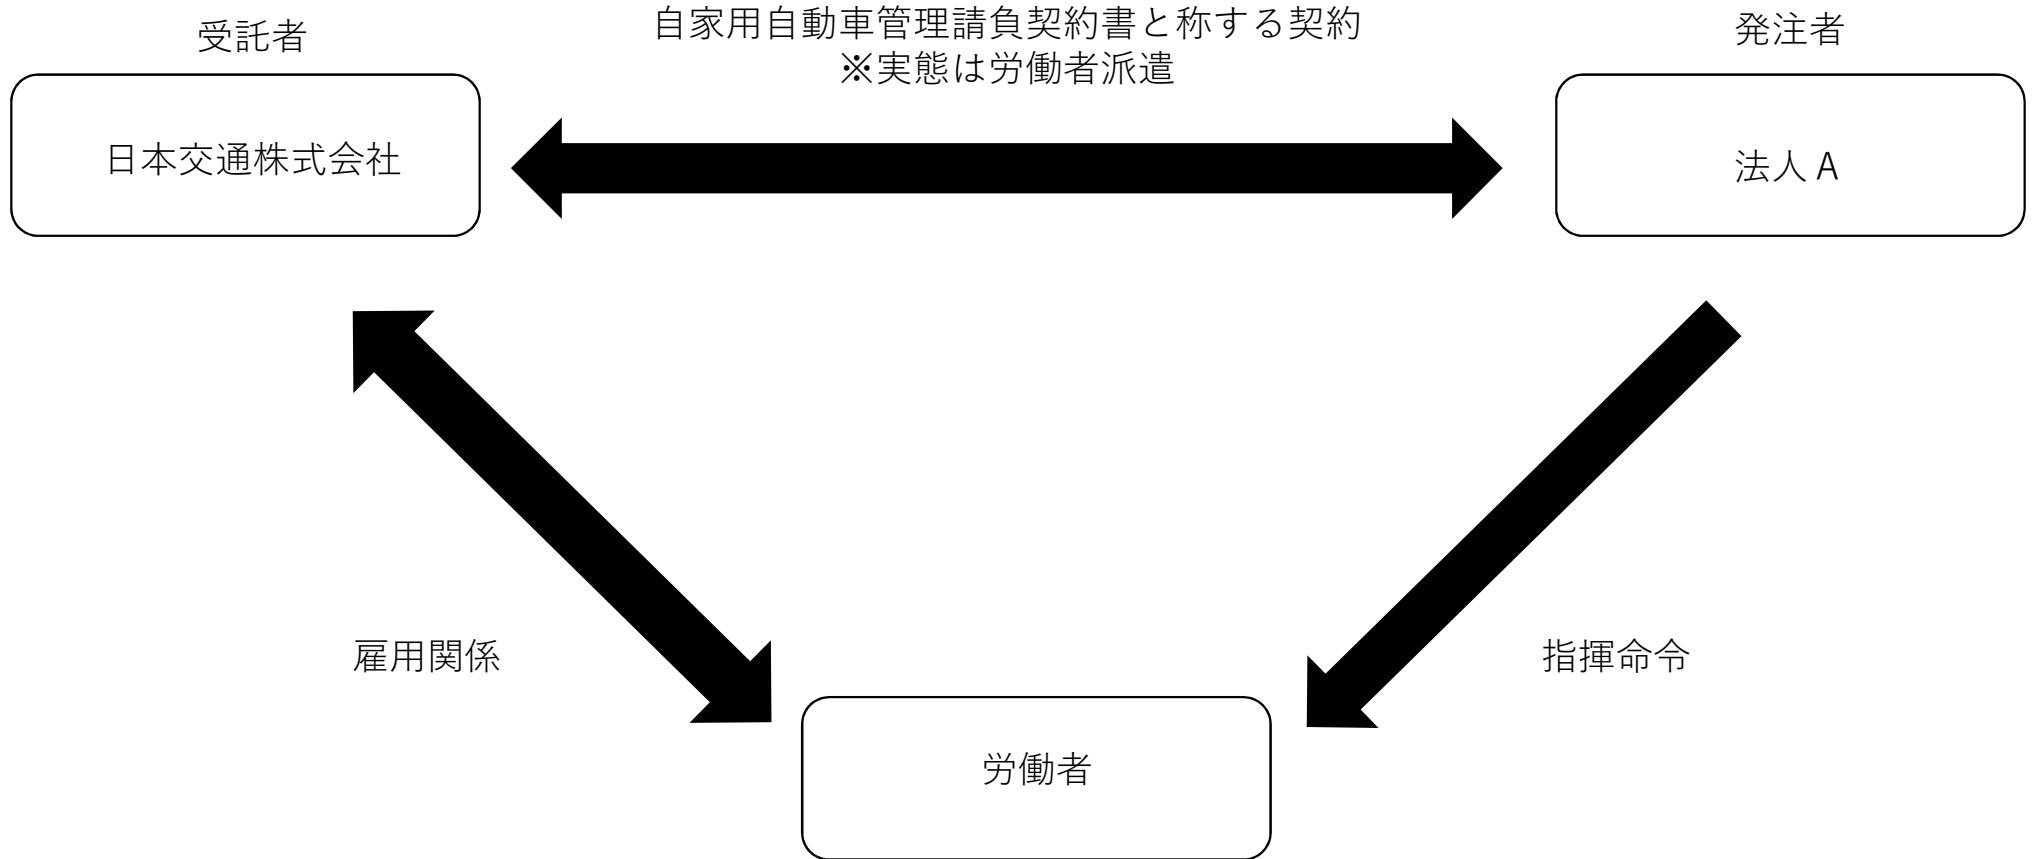 受託者
自家用自動車管理請負契約書と称する契約
※実態は労働者派遣
発注者
日本交通株式会社
法人A
雇用関係
指揮命令
労働者